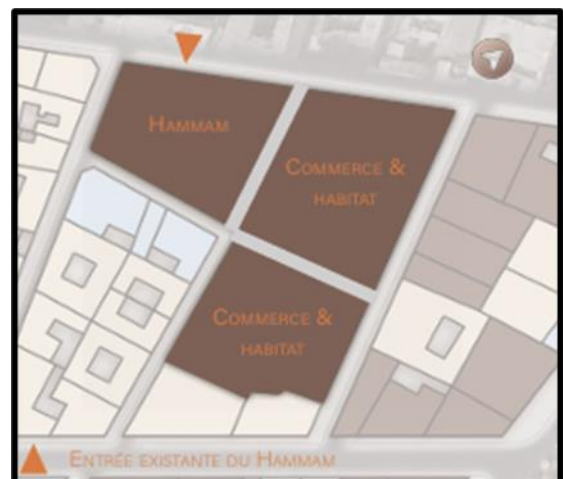 HAMMAM
COMMERCE &
HABITAT
COMMERCE &
HABITAT
ENTRÉE EXISTANTE DU HAMMAM